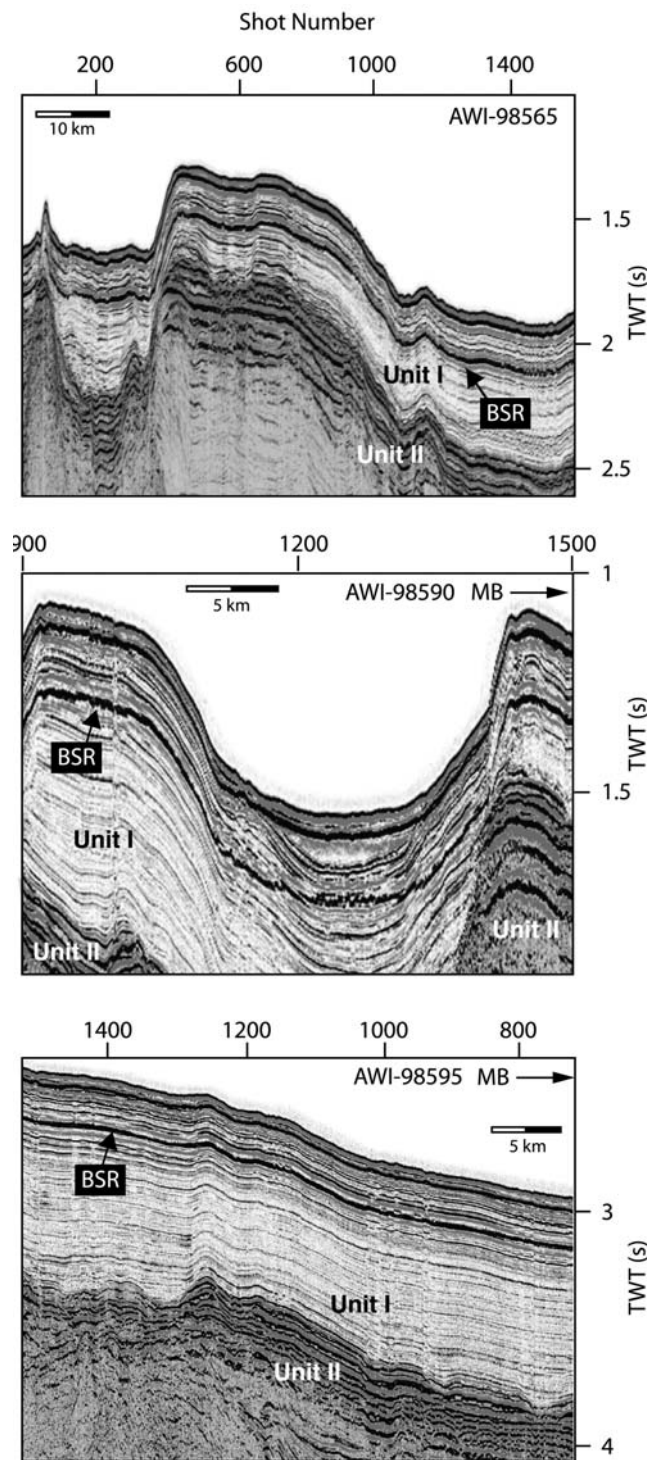 Shot Number
200 600 1000 1400
10 km AWI-98565
1.5
TWT (s)
2
Unit I
BSR
Unit II
2.5
900 1200 1500
5 km AWI-98590 MB
1
TWT (s)
BSR
1.5
Unit I
Unit II Unit II
1400 1200 1000 800
AWI-98595 MB
5 km
BSR
3
TWT (s)
Unit I
Unit II
4